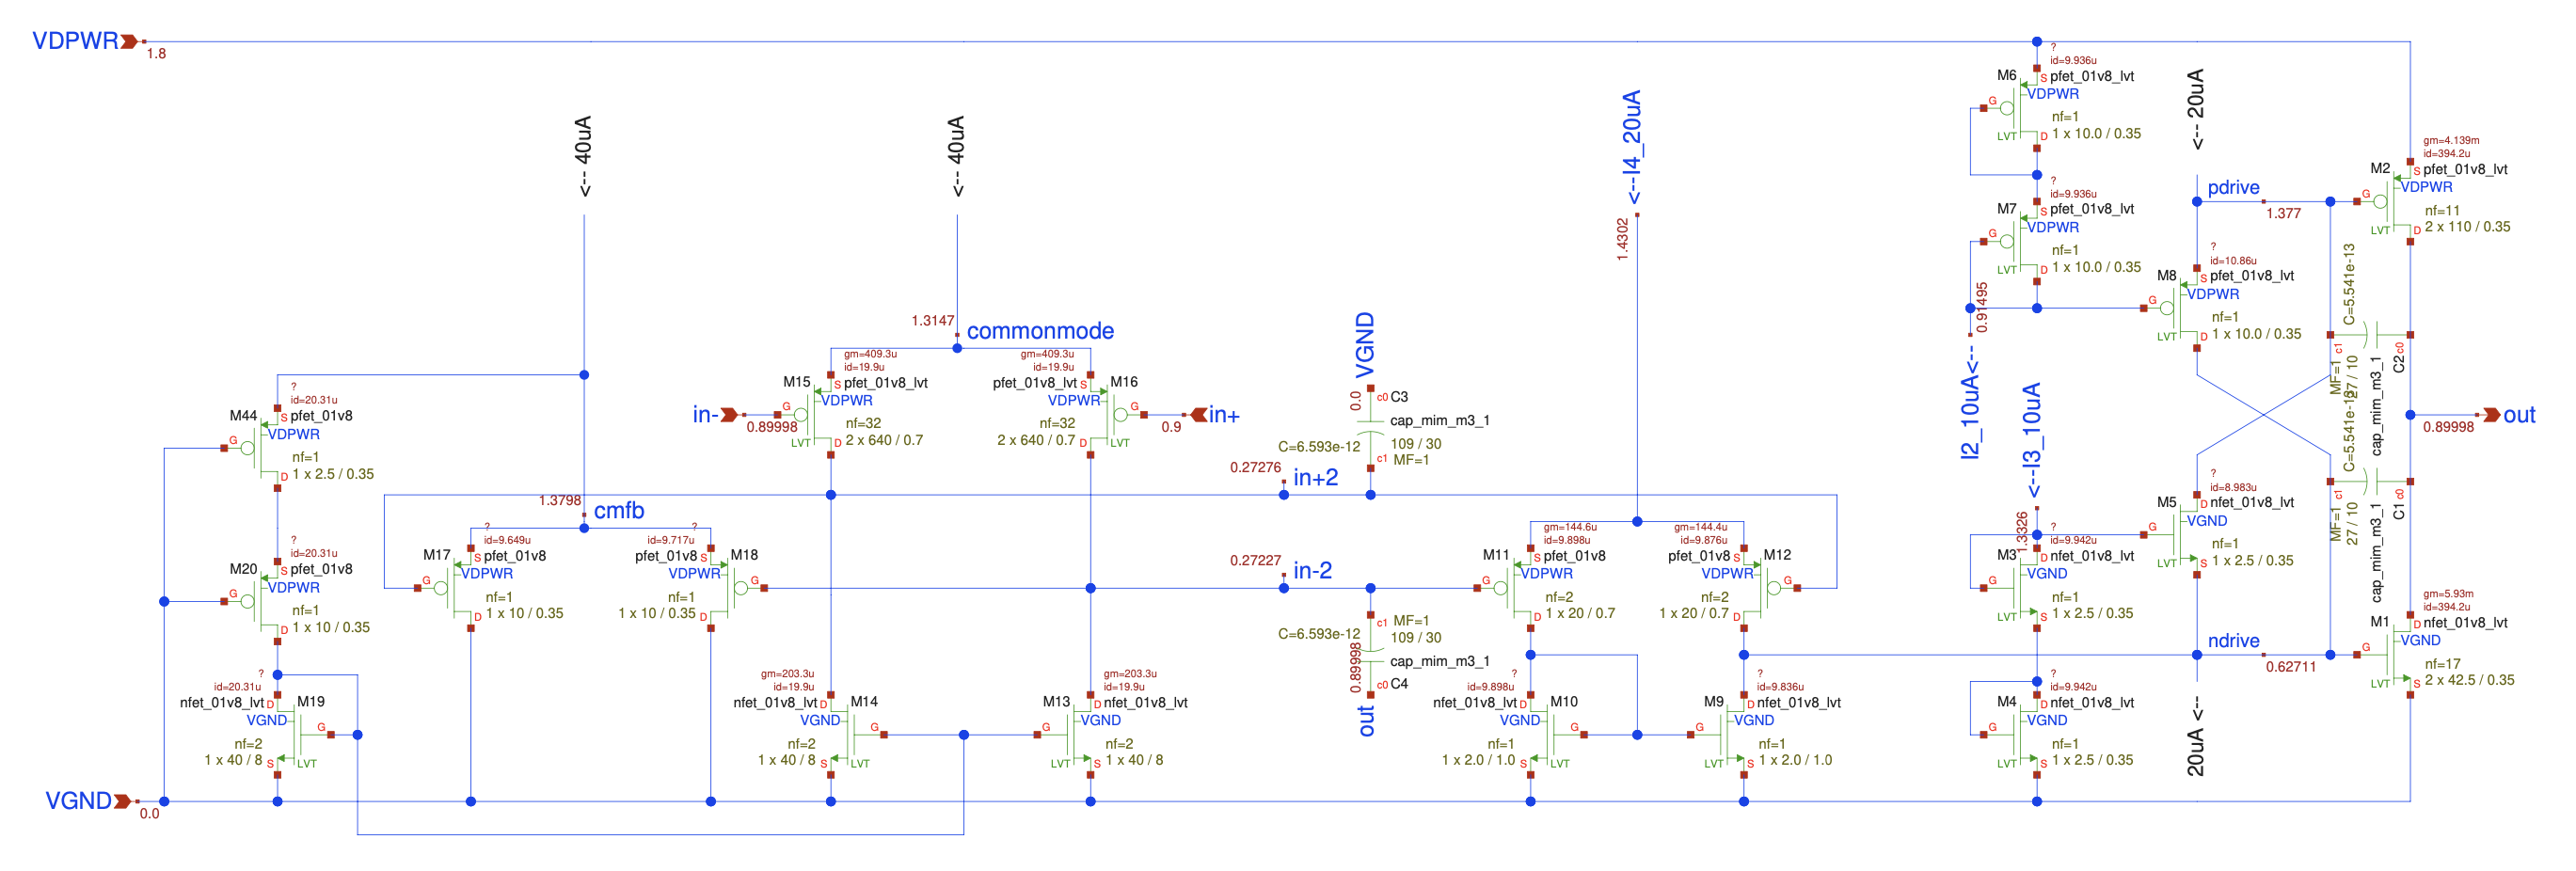 VDPWR
1.8
<-- 40uA
<-- 40uA
<--I4_20uA
1.4302
?
id=9.936u
M6
S
pfet_01v8_lvt
VDPWR
G
nf=1
LVT
D
1 x 10.0 / 0.35
?
id=9.936u
M7
S
pfet_01v8_lvt
VDPWR
G
nf=1
LVT
D
1 x 10.0 / 0.35
0.91495
I2_10uA<--
<-- 20uA
pdrive
1.377
?
id=10.86u
M8
S
pfet_01v8_lvt
VDPWR
G
nf=1
LVT
D
1 x 10.0 / 0.35
gm=4.139m
id=394.2u
M2
S
pfet_01v8_lvt
VDPWR
G
nf=11
LVT
D
2 x 110 / 0.35
C=5.541e-13
c1
c0
MF=1
27 / 10
cap_mim_m3_1
C2
out
0.89998
C=5.541e-13
c1
c0
MF=1
27 / 10
cap_mim_m3_1
C1
?
id=20.31u
M44
S
pfet_01v8
VDPWR
G
nf=1
D
1 x 2.5 / 0.35
?
id=20.31u
M20
S
pfet_01v8
VDPWR
G
nf=1
D
1 x 10 / 0.35
1.3798
cmfb
?
id=9.649u
M17
S
pfet_01v8
VDPWR
G
nf=1
D
1 x 10 / 0.35
?
id=9.717u
pfet_01v8
S
M18
VDPWR
G
nf=1
1 x 10 / 0.35
D
1.3147
commonmode
gm=409.3u
id=19.9u
M15
S
pfet_01v8_lvt
VDPWR
in-
G
0.89998
nf=32
LVT
D
2 x 640 / 0.7
gm=409.3u
id=19.9u
pfet_01v8_lvt
S
M16
VDPWR
G
in+
0.9
nf=32
2 x 640 / 0.7
D
LVT
VGND
0.0
c0
C3
cap_mim_m3_1
C=6.593e-12
109 / 30
c1
MF=1
0.27276
in+2
0.27227
in-2
c1
MF=1
C=6.593e-12
109 / 30
cap_mim_m3_1
0.89998
c0
C4
out
gm=144.6u
id=9.898u
M11
S
pfet_01v8
VDPWR
G
nf=2
D
1 x 20 / 0.7
gm=144.4u
id=9.876u
pfet_01v8
S
M12
VDPWR
G
nf=2
1 x 20 / 0.7
D
<--I3_10uA
1.3326
?
id=9.942u
M3
D
nfet_01v8_lvt
VGND
G
nf=1
LVT
S
1 x 2.5 / 0.35
?
id=8.983u
M5
D
nfet_01v8_lvt
VGND
G
nf=1
LVT
S
1 x 2.5 / 0.35
ndrive
0.62711
gm=5.93m
id=394.2u
M1
D
nfet_01v8_lvt
VGND
G
nf=17
LVT
S
2 x 42.5 / 0.35
?
id=20.31u
nfet_01v8_lvt
D
M19
VGND
G
nf=2
1 x 40 / 8
S
LVT
gm=203.3u
id=19.9u
nfet_01v8_lvt
D
M14
VGND
G
nf=2
1 x 40 / 8
S
LVT
gm=203.3u
id=19.9u
M13
D
nfet_01v8_lvt
VGND
G
nf=2
LVT
S
1 x 40 / 8
?
id=9.898u
nfet_01v8_lvt
D
M10
VGND
G
nf=1
1 x 2.0 / 1.0
S
LVT
?
id=9.836u
M9
D
nfet_01v8_lvt
VGND
G
nf=1
LVT
S
1 x 2.0 / 1.0
?
id=9.942u
M4
D
nfet_01v8_lvt
VGND
G
nf=1
LVT
S
1 x 2.5 / 0.35
20uA <--
VGND
0.0